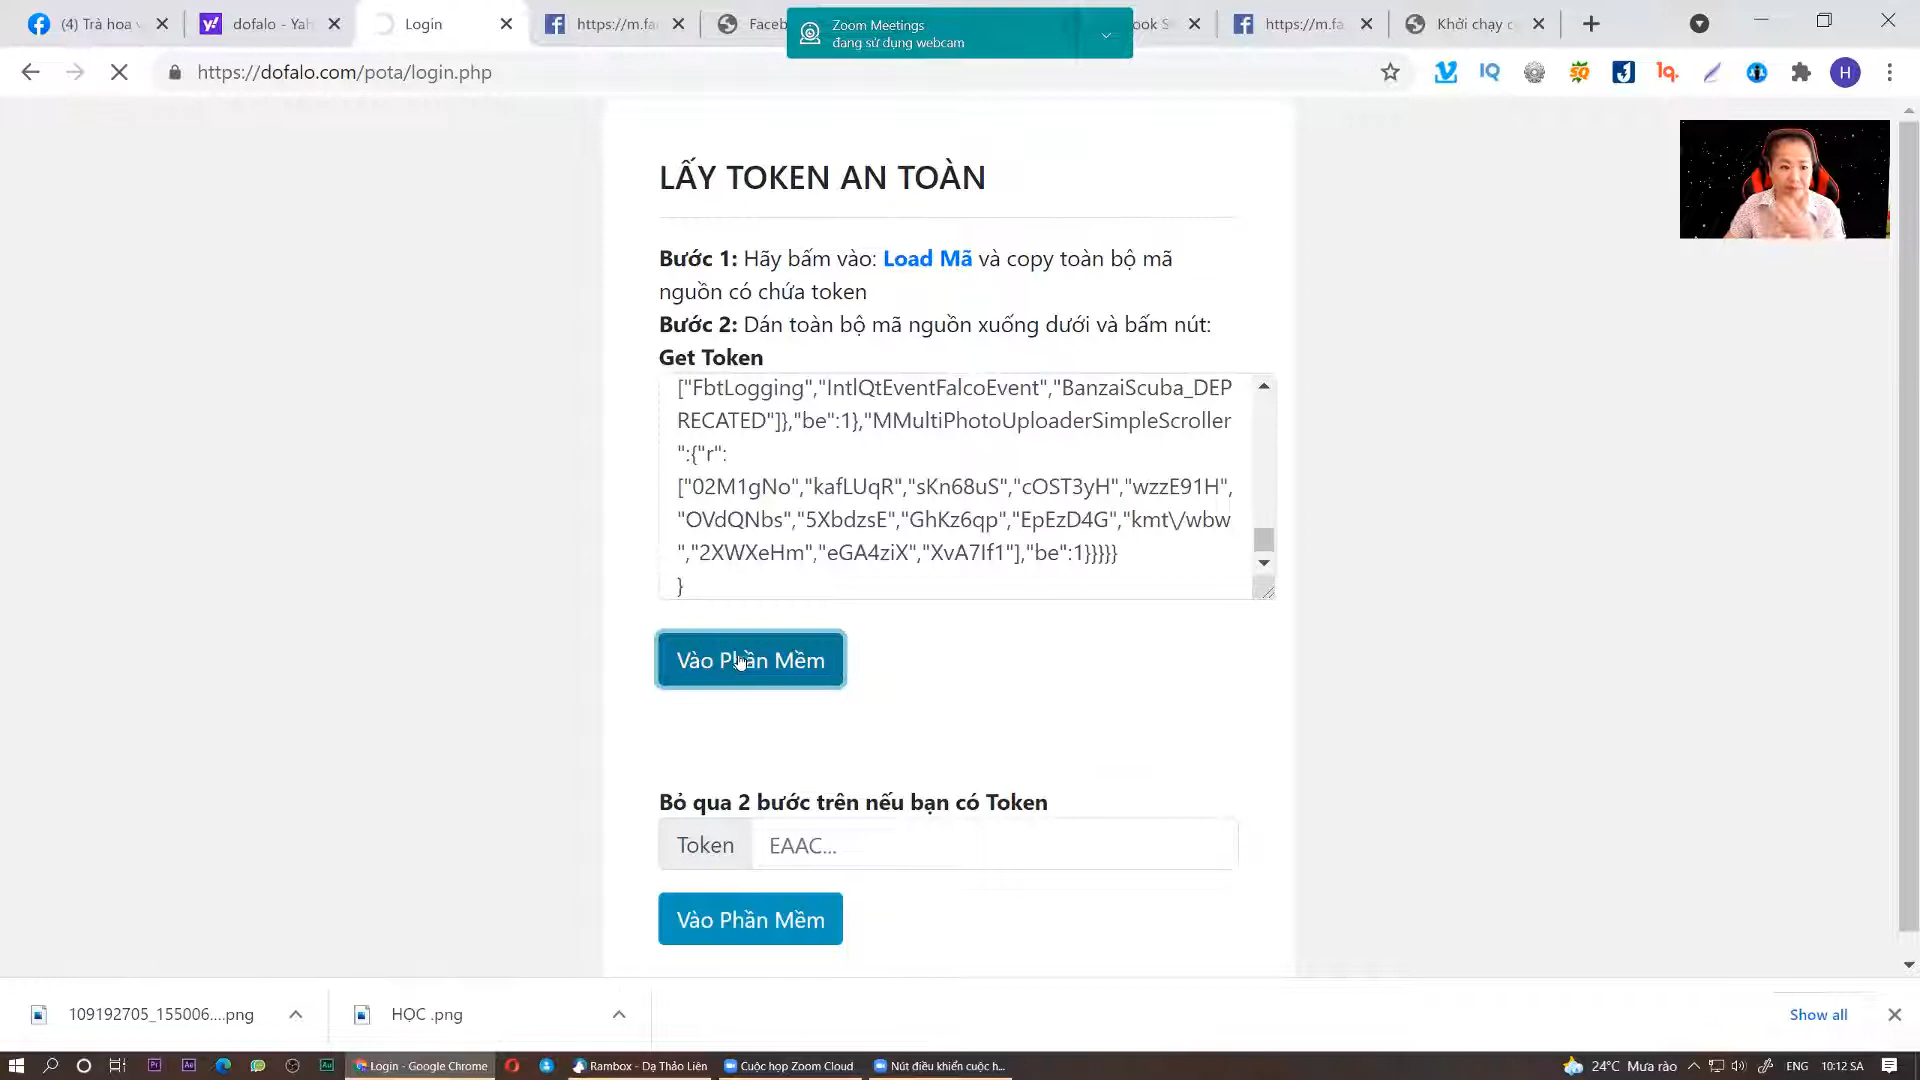 (4) Trà hoa v
dofalo - Yah
Login
https://m.fac
Faceb
ook S
https://m.fa
Khởi chạy c
Zoom Meetings
đang sử dụng webcam
https://dofalo.com/pota/login.php
H
LẤY TOKEN AN TOÀN
Bước 1: Hãy bấm vào: Load Mã và copy toàn bộ mã
nguồn có chứa token
Bước 2: Dán toàn bộ mã nguồn xuống dưới và bấm nút:
Get Token
["FbtLogging","IntlQtEventFalcoEvent","BanzaiScuba_DEP
RECATED"]},"be":1},"MMultiPhotoUploaderSimpleScroller
":{"r":
["02M1gNo","kafLUqR","sKn68uS","cOST3yH","wzzE91H",
"OVdQNbs","5XbdzsE","GhKz6qp","EpEzD4G","kmt\/wbw
","2XWXeHm","eGA4ziX","XvA7If1"],"be":1}}}}}
}
Vào Phần Mềm
Bỏ qua 2 bước trên nếu bạn có Token
Token EAAC...
Vào Phần Mềm
109192705_155006....png
HỌC .png
Show all
Login - Google Chrome
Rambox - Dạ Thảo Liên
Cuộc họp Zoom Cloud
Nút điều khiển cuộc h...
24°C Mưa rào
ENG
10:12 SA